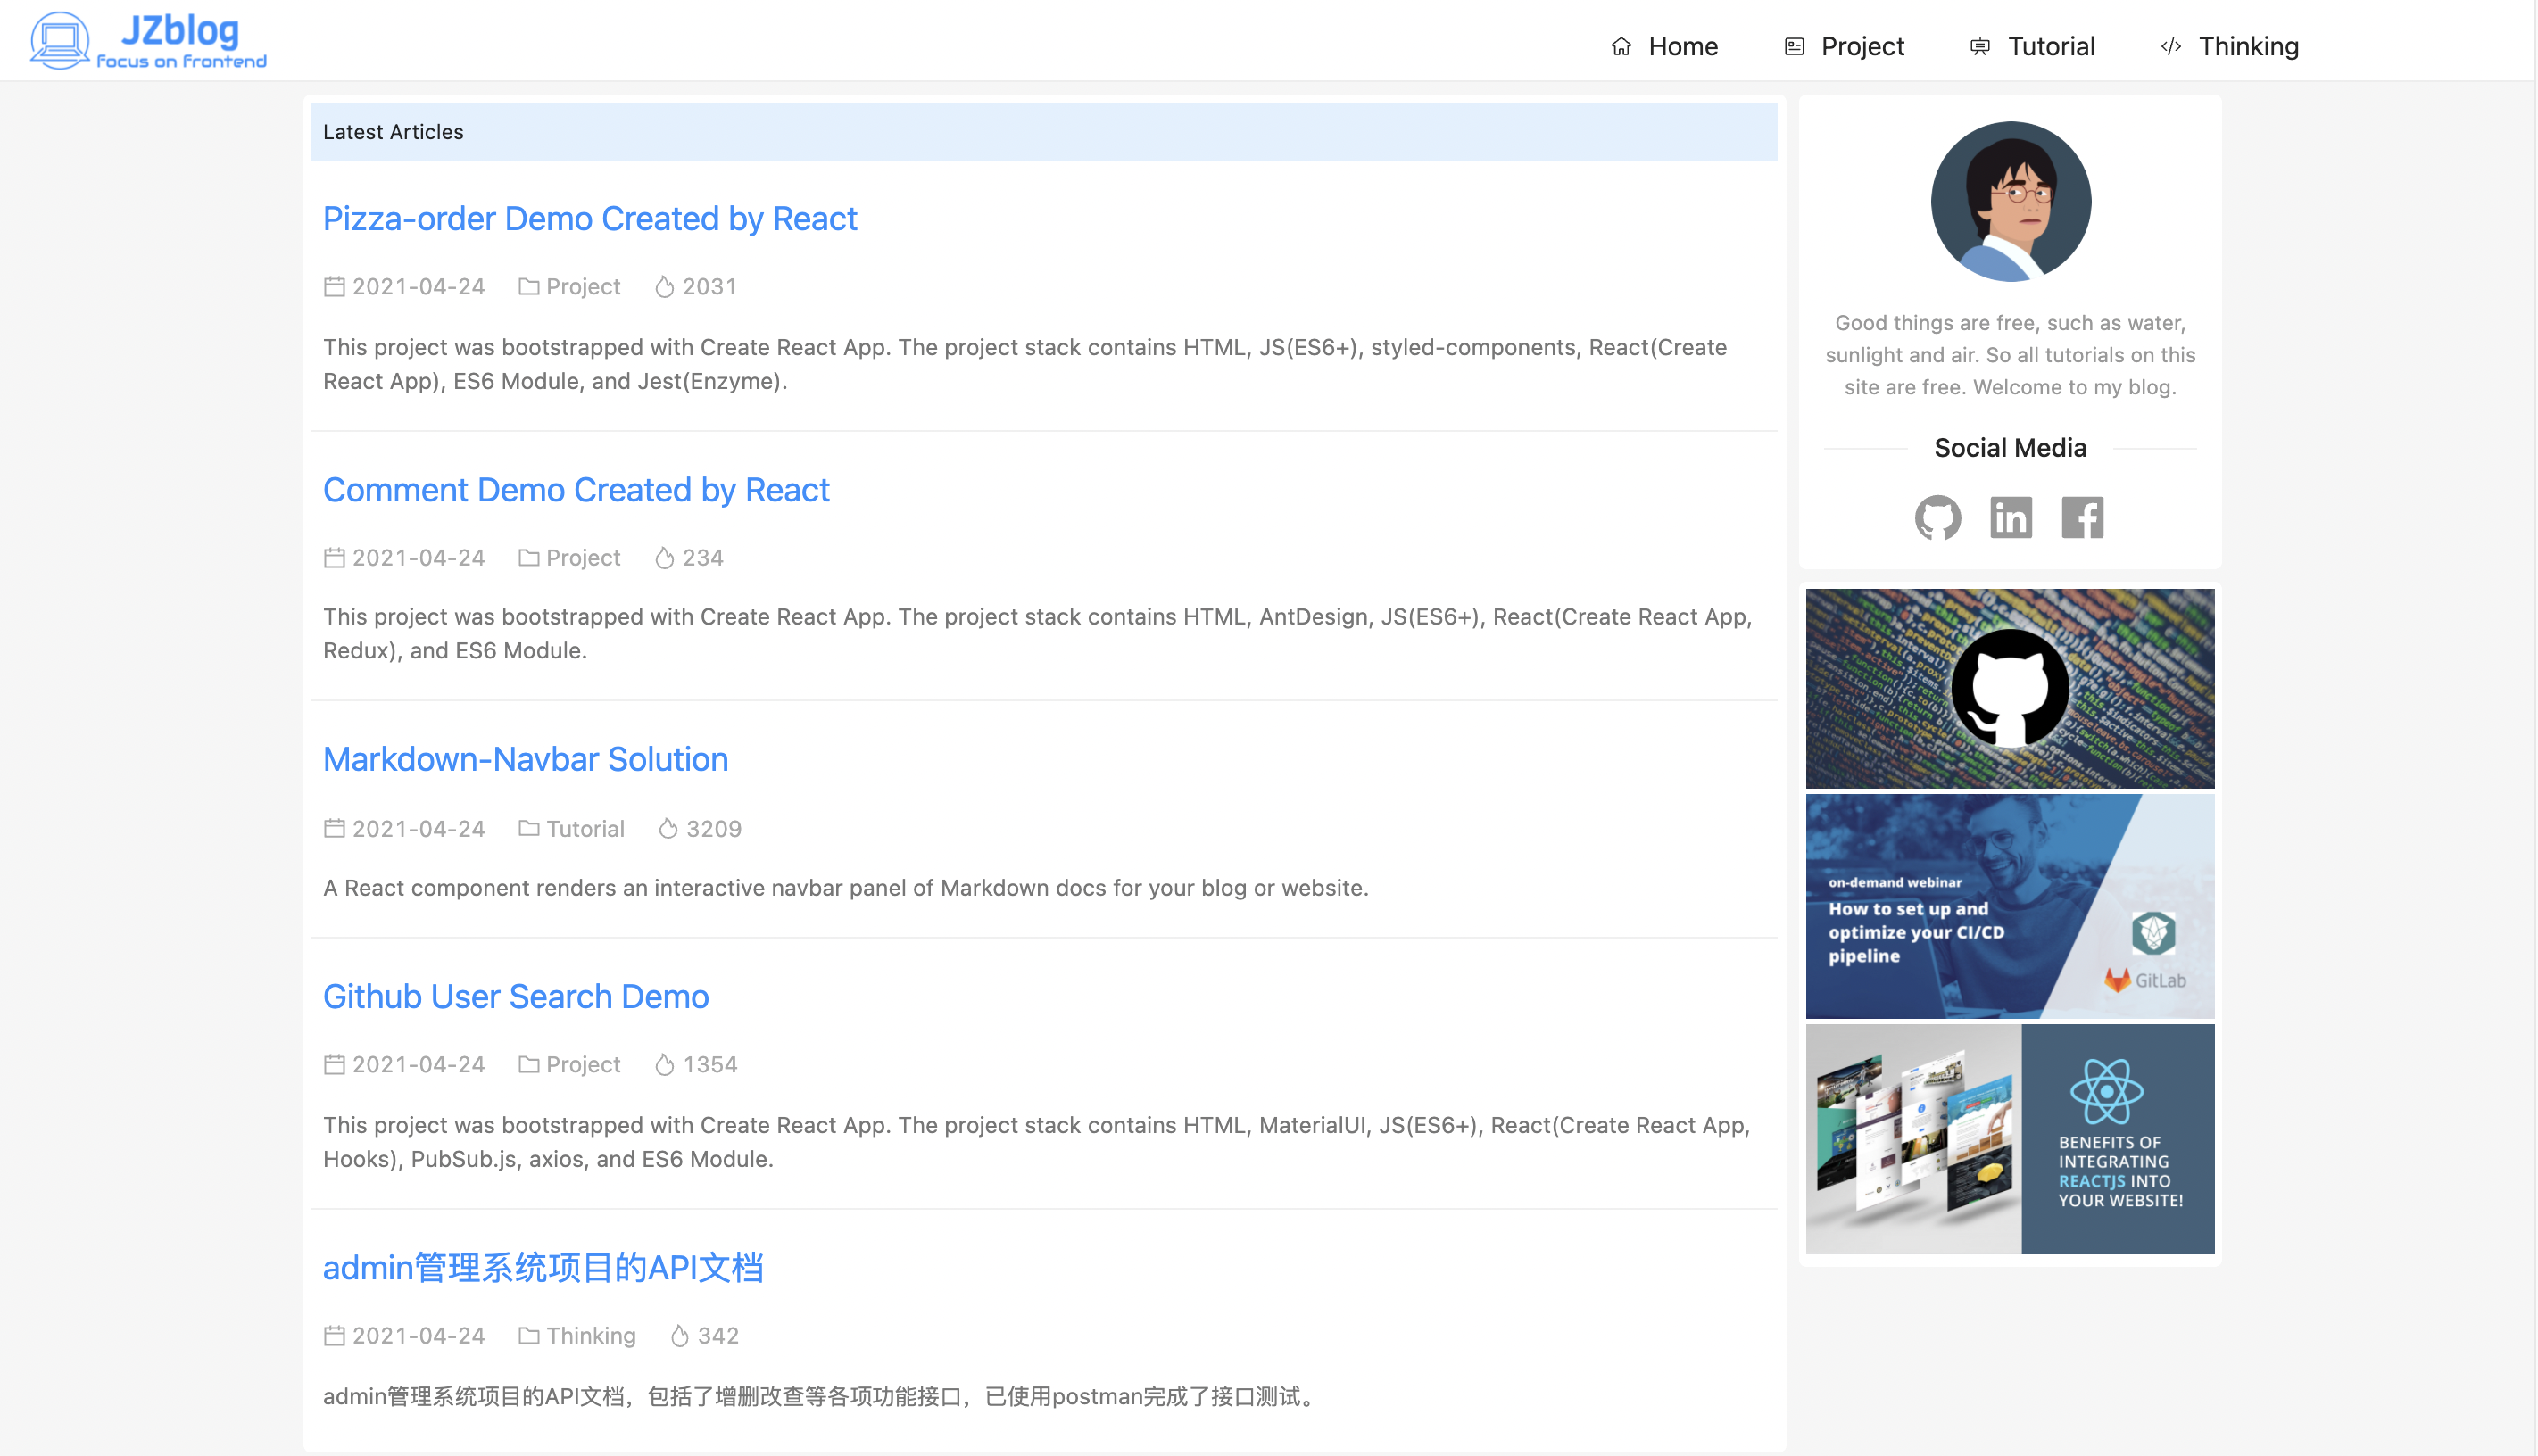 JZblog
Focus on Frontend
Home
Project
Tutorial
Thinking
Latest Articles
Pizza-order Demo Created by React
2021-04-24 Project 2031
This project was bootstrapped with Create React App. The project stack contains HTML, JS(ES6+), styled-components, React(Create
React App), ES6 Module, and Jest(Enzyme).
Comment Demo Created by React
2021-04-24 Project 234
This project was bootstrapped with Create React App. The project stack contains HTML, AntDesign, JS(ES6+), React(Create React App,
Redux), and ES6 Module.
Markdown-Navbar Solution
2021-04-24 Tutorial 3209
A React component renders an interactive navbar panel of Markdown docs for your blog or website.
Github User Search Demo
2021-04-24 Project 1354
This project was bootstrapped with Create React App. The project stack contains HTML, MaterialUI, JS(ES6+), React(Create React App,
Hooks), PubSub.js, axios, and ES6 Module.
admin管理系统项目的API文档
2021-04-24 Thinking 342
admin管理系统项目的API文档，包括了增删改查等各项功能接口，已使用postman完成了接口测试。
Good things are free, such as water,
sunlight and air. So all tutorials on this
site are free. Welcome to my blog.
Social Media
in
on-demand webinar
How to set up and
optimize your CI/CD
pipeline
GitLab
BENEFITS OF
INTEGRATING
REACTJS INTO
YOUR WEBSITE!